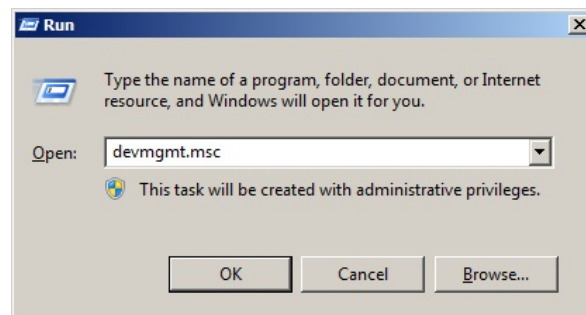 Run
Type the name of a program, folder, document, or Internet
resource, and Windows will open it for you.
Open: devmgmt.msc
This task will be created with administrative privileges.
OK Cancel Browse...